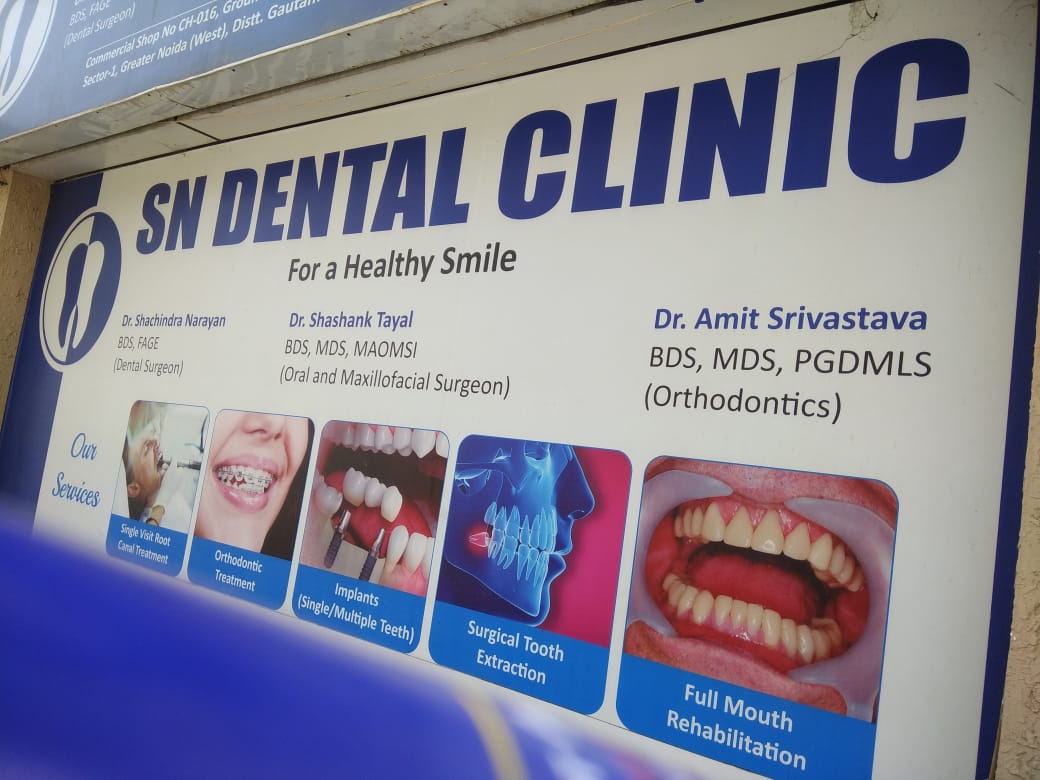 BDS, FAGE
(Dental Surgeon)
Commercial Shop No CH-016,
Sector-1, Greater Noida (West), Distt.
SN DENTAL CLINIC
For a Healthy Smile
Dr. Shachindra Narayan
BDS, FAGE
(Dental Surgeon)
Dr. Shashank Tayal
BDS, MDS, MAOMSI
(Oral and Maxillofacial Surgeon)
Dr. Amit Srivastava
BDS, MDS, PGDMLS
(Orthodontics)
Our
Services
Single Visit Root
Canal Treatment
Orthodontic
Treatment
Implants
(Single/Multiple Teeth)
Surgical Tooth
Extraction
Full Mouth
Rehabilitation